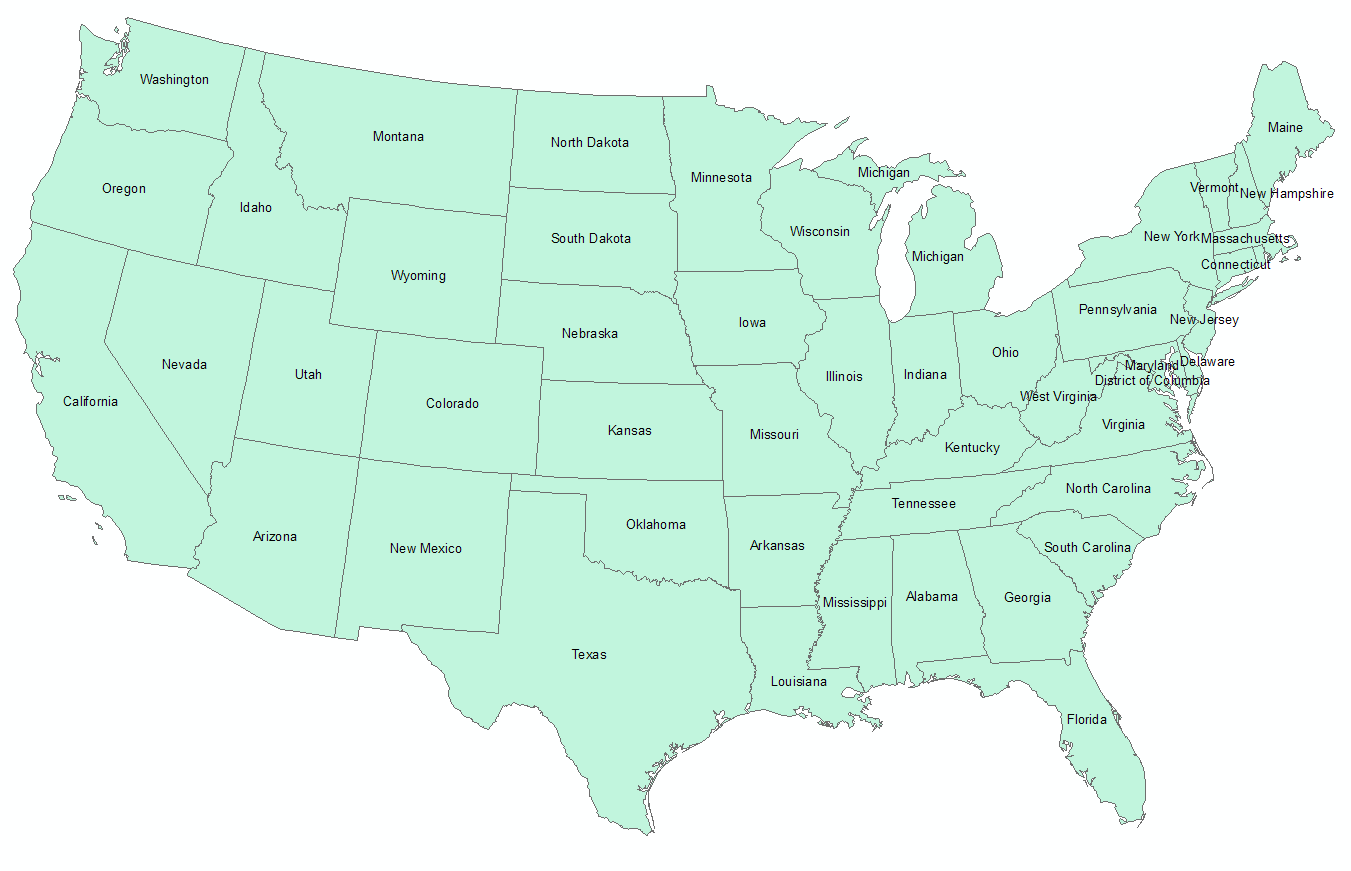 Washington
Montana
North Dakota
Minnesota
Michigan
Maine
Oregon
Idaho
Vermont
New Hampshire
South Dakota
Wisconsin
New York
Massachusetts
Wyoming
Michigan
Connecticut
Iowa
Pennsylvania
New Jersey
Nebraska
Ohio
Nevada
Utah
Illinois
Indiana
Maryland
Delaware
District of Columbia
California
Colorado
West Virginia
Kansas
Missouri
Kentucky
Virginia
Tennessee
North Carolina
Arizona
New Mexico
Oklahoma
Arkansas
South Carolina
Mississippi
Alabama
Georgia
Texas
Louisiana
Florida